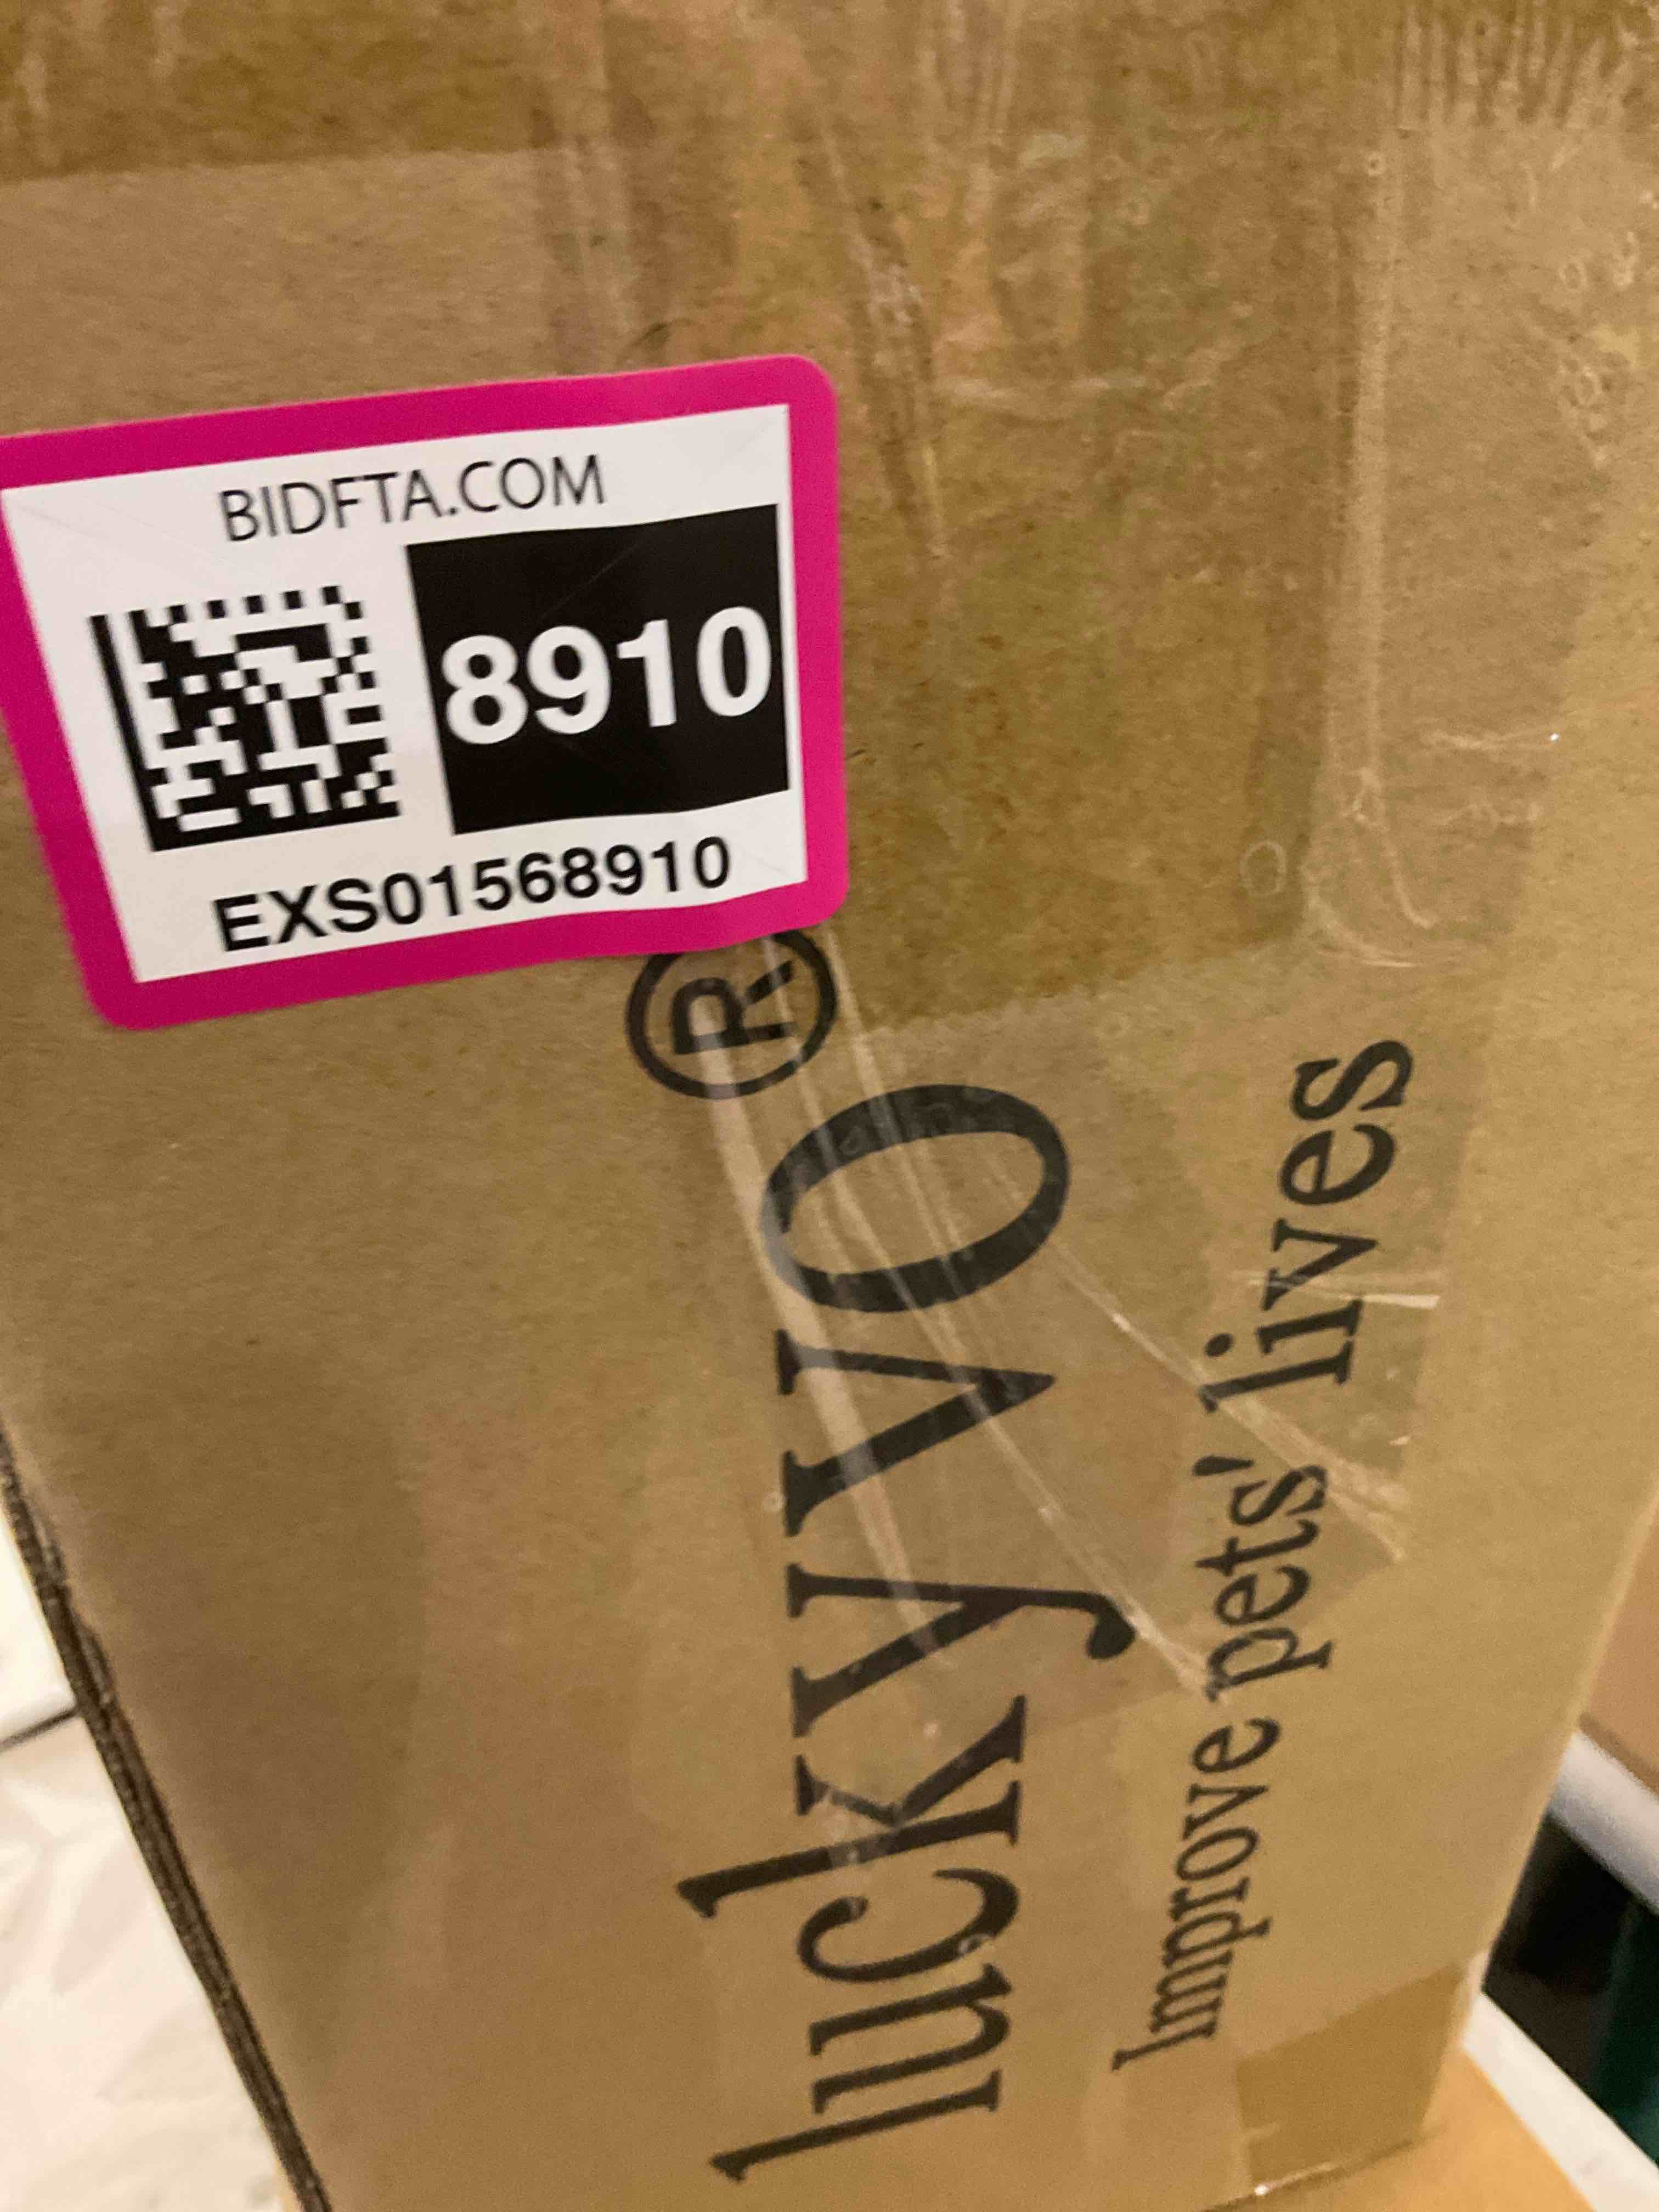 BIDFTA.COM
8910
EXS01568910
luckyvo®
Improve pets' lives